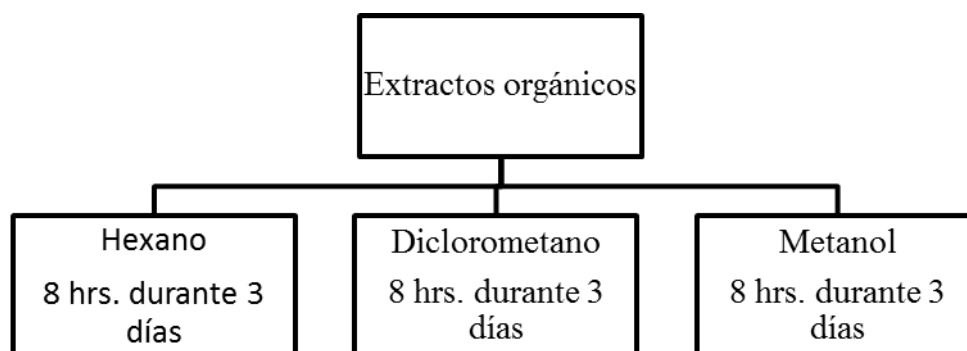 Extractos orgánicos
Hexano
8 hrs. durante 3
días
Diclorometano
8 hrs. durante 3
días
Metanol
8 hrs. durante 3
días